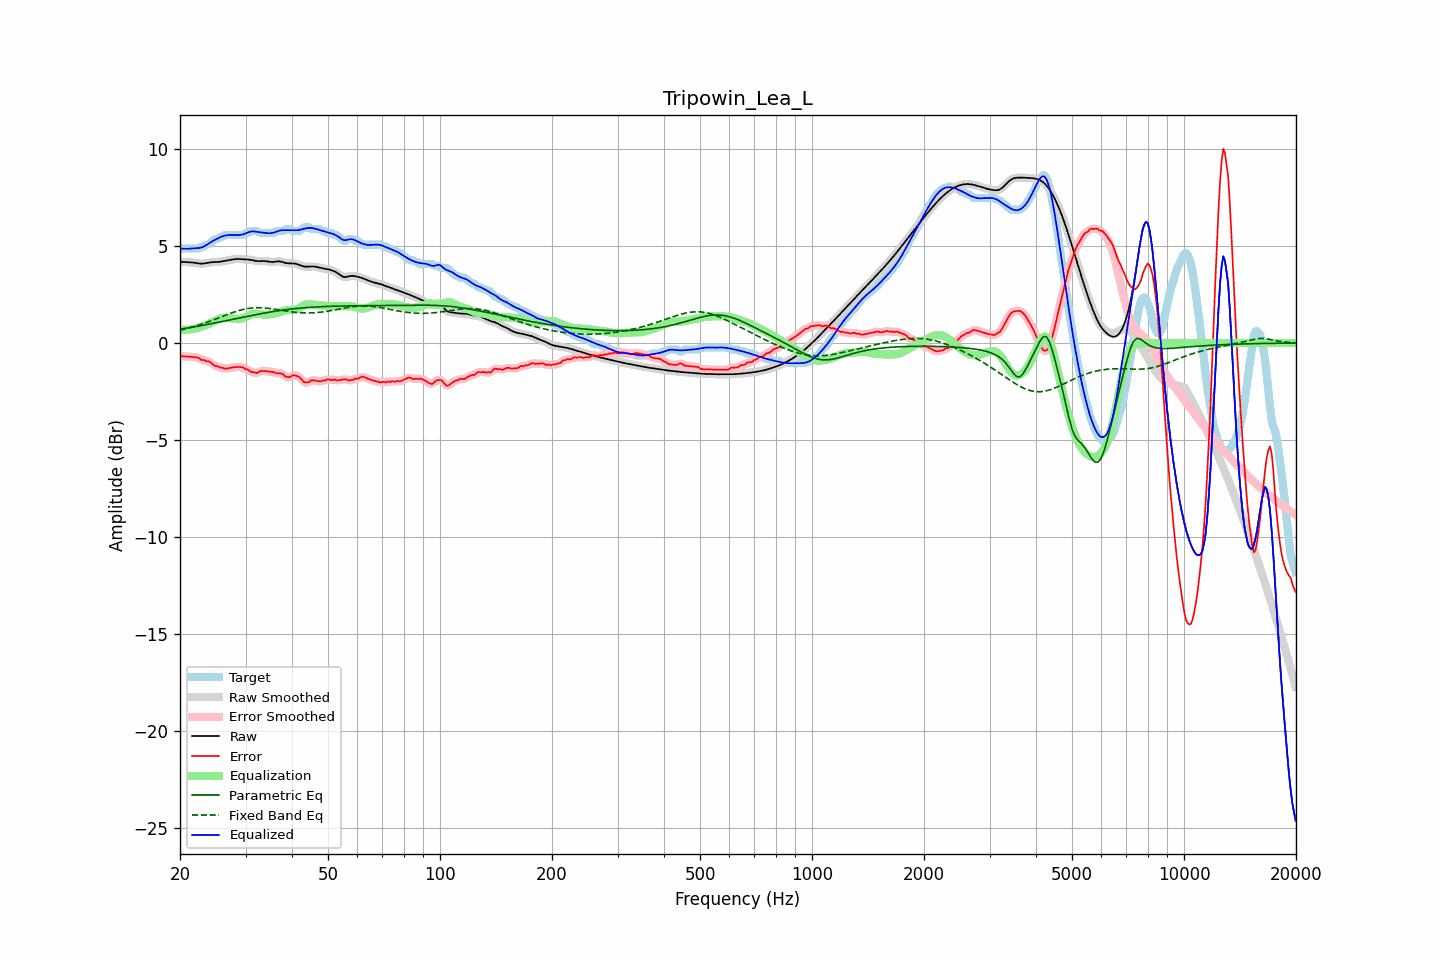 Tripowin_Lea_L
Amplitude (dBr)
10
5
0
−5
−10
−15
−20
−25
Target
Raw Smoothed
Error Smoothed
Raw
Error
Equalization
Parametric Eq
Fixed Band Eq
Equalized
20 50 100 200 500 1000 2000 5000 10000 20000
Frequency (Hz)